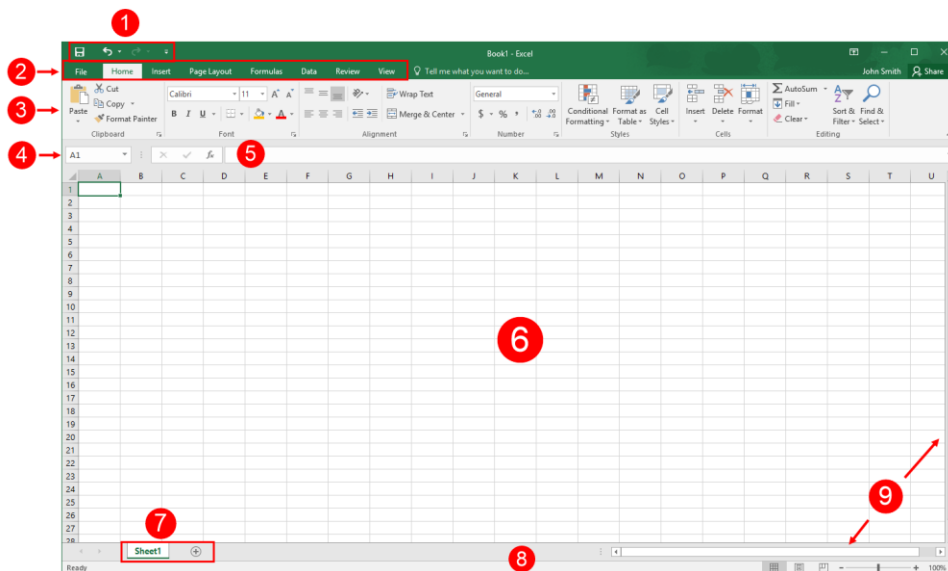 1
Book1 - Excel
2
File Home Insert Page Layout Formulas Data Review View Tell me what you want to do... John Smith Share
3
Paste
Cut
Copy
Format Painter
Clipboard
Calibri 11 A A
B I U A
Font
Wrap Text
Merge & Center
Alignment
General
$ % ,
Number
Conditional Formatting
Format as Table
Cell Styles
Styles
Insert Delete Format
Cells
AutoSum
Fill
Clear
Sort & Filter
Find & Select
Editing
4
A1 fx
5
A B C D E F G H I J K L M N O P Q R S T U
1
2
3
4
5
6
7
8
9
10
11
12
13
14
15
16
17
18
19
20
21
22
23
24
25
26
27
28
6
7
Sheet1
8
9
Ready 100%